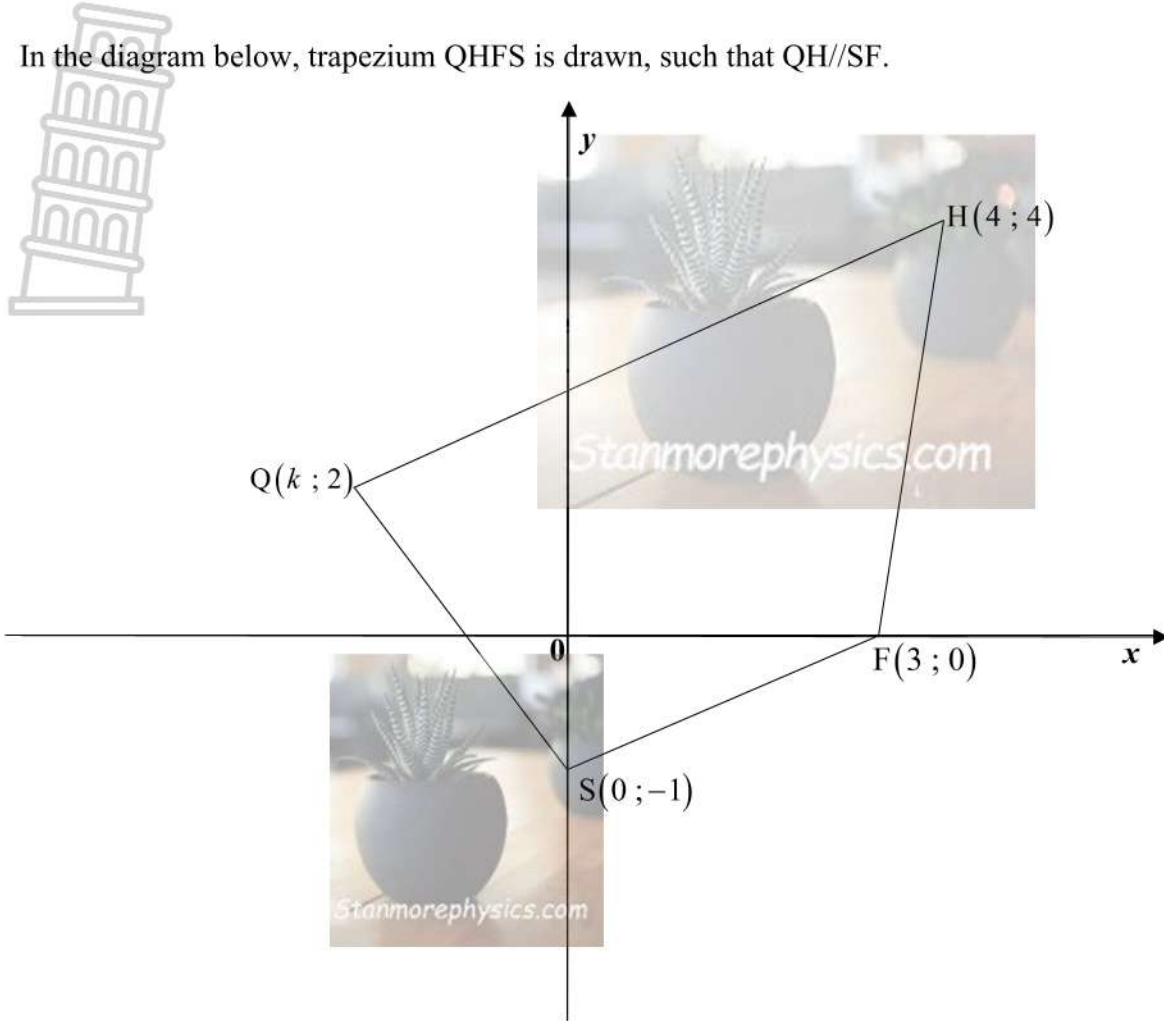 In the diagram below, trapezium QHFS is drawn, such that QH//SF.
y
H(4 ; 4)
Stanmorephysics.com
Q(k ; 2)
0
F(3 ; 0)
x
S(0 ;−1)
Stanmorephysics.com